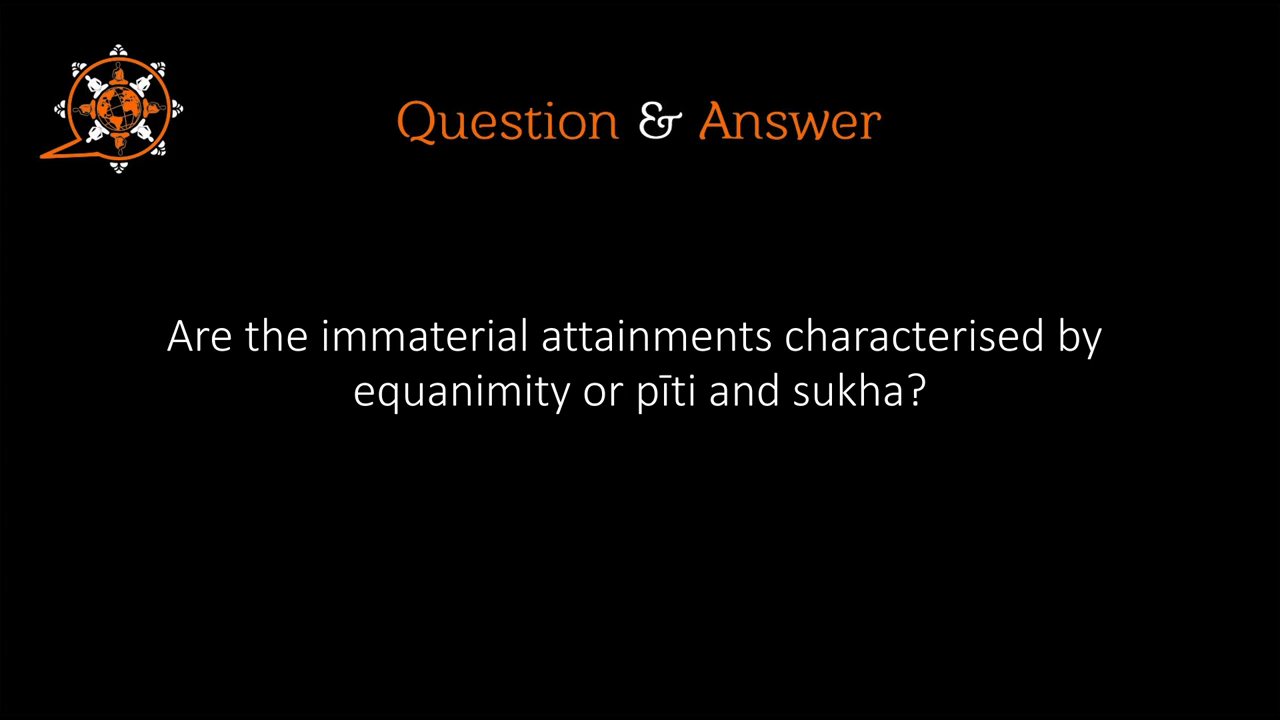 Question & Answer
Are the immaterial attainments characterised by
equanimity or pīti and sukha?